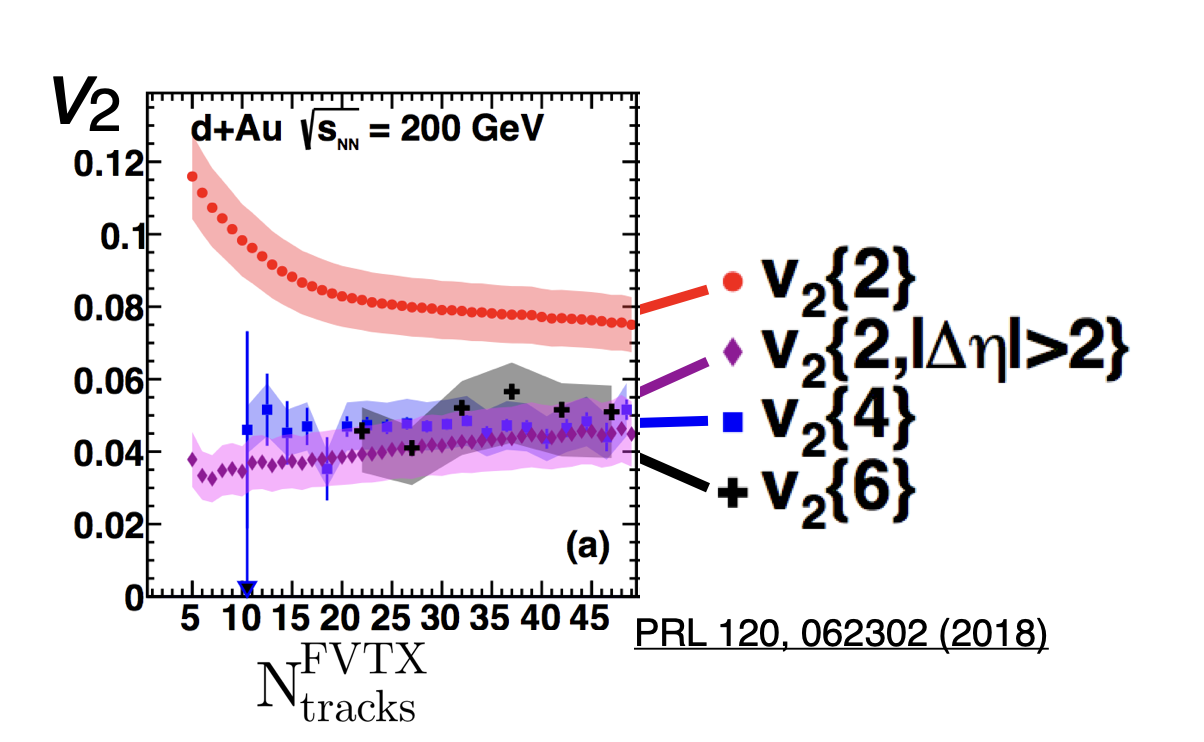 v2
d+Au √sNN = 200 GeV
0.12
0.1
0.08
0.06
0.04
0.02
0
(a)
5 10 15 20 25 30 35 40 45
N^FVTX_tracks
v2{2}
v2{2,|Δη|>2}
v2{4}
v2{6}
PRL 120, 062302 (2018)